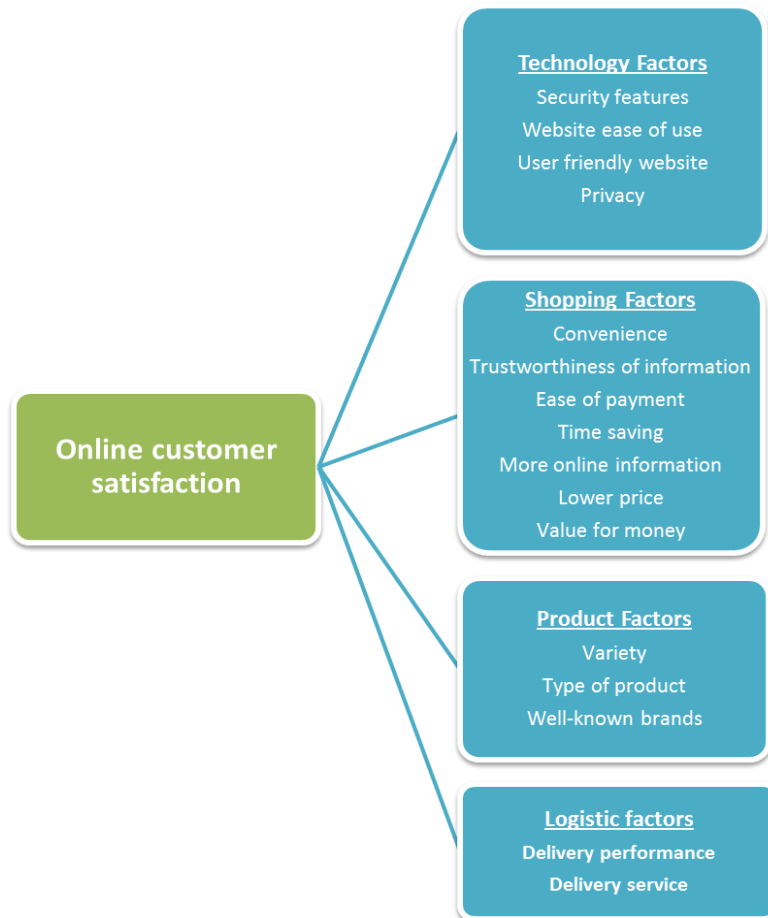 Technology Factors
Security features
Website ease of use
User friendly website
Privacy
Shopping Factors
Convenience
Trustworthiness of information
Ease of payment
Time saving
More online information
Lower price
Value for money
Online customer
satisfaction
Product Factors
Variety
Type of product
Well-known brands
Logistic factors
Delivery performance
Delivery service